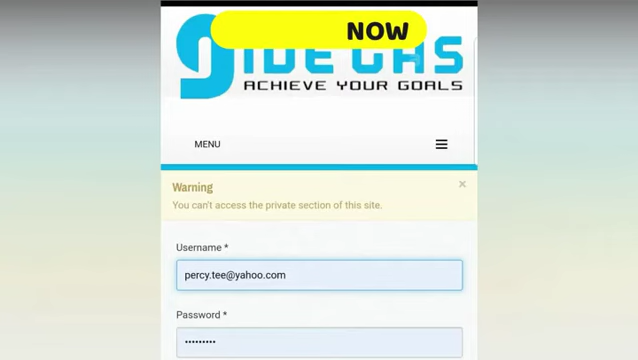 NOW
ACHIEVE YOUR GOALS
MENU
Warning
You can't access the private section of this site.
Username *
percy.tee@yahoo.com
Password *
•••••••••